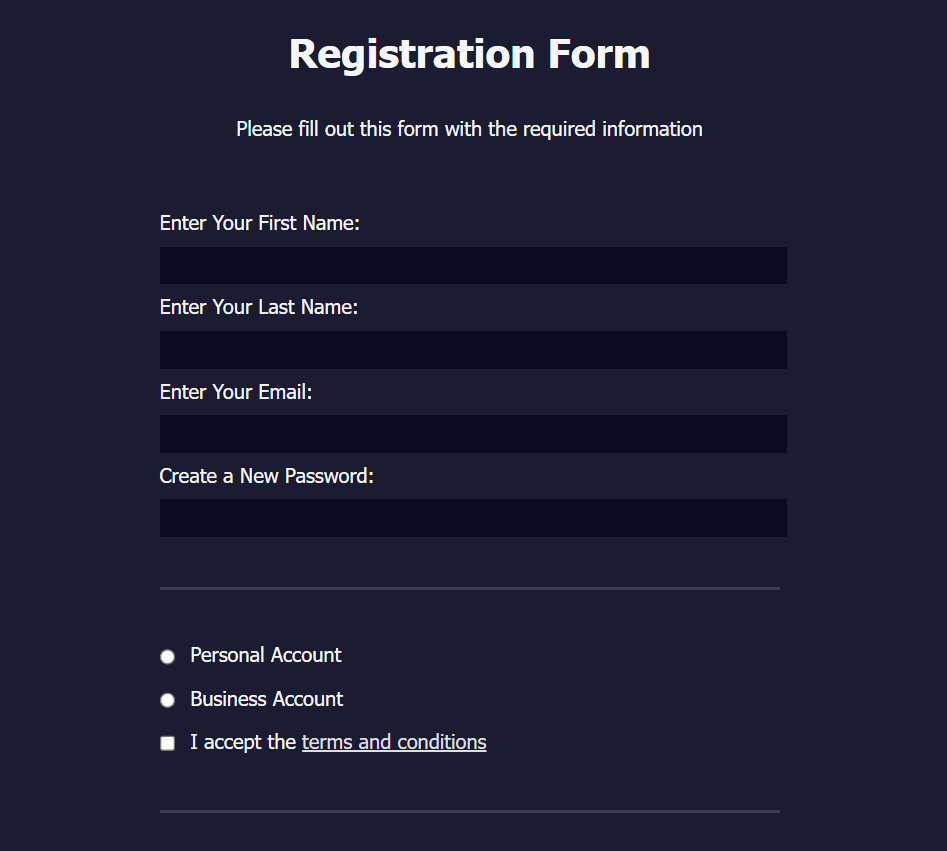 Registration Form
Please fill out this form with the required information
Enter Your First Name:
Enter Your Last Name:
Enter Your Email:
Create a New Password:
Personal Account
Business Account
I accept the terms and conditions